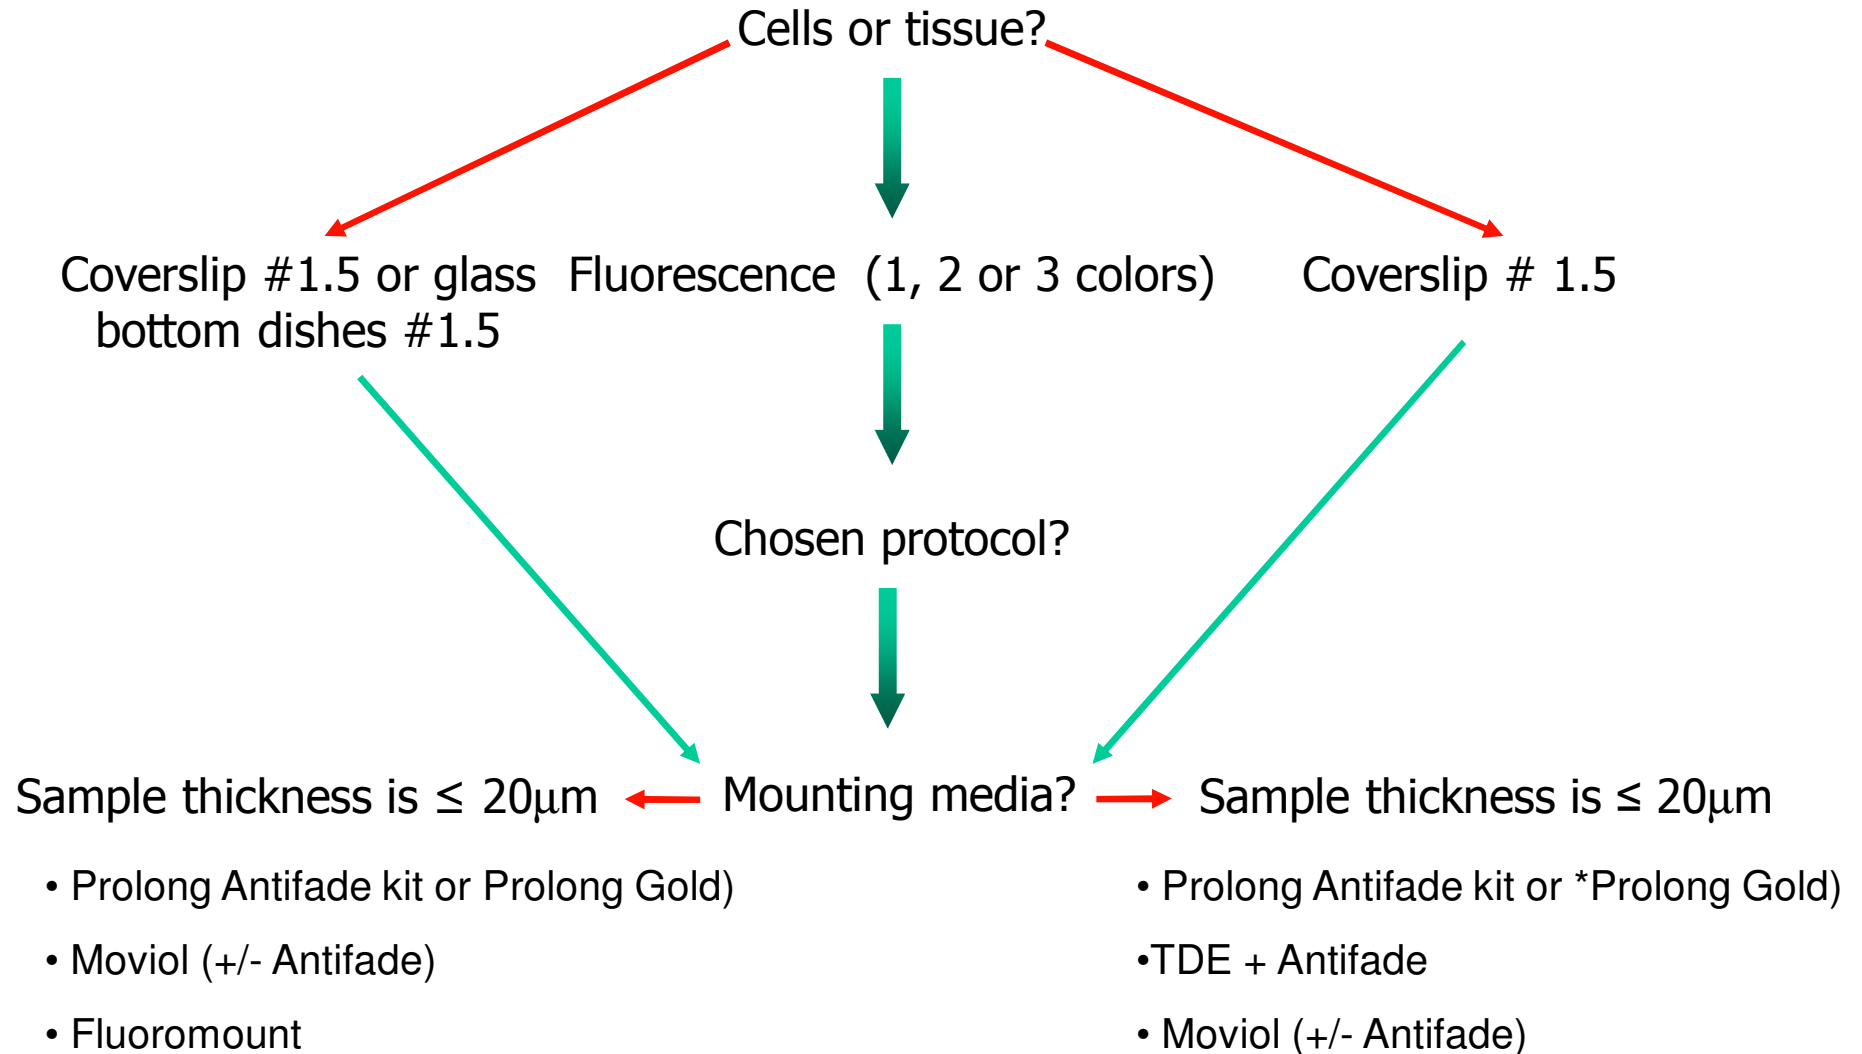 Cells or tissue?
Coverslip #1.5 or glass
bottom dishes #1.5
Fluorescence (1, 2 or 3 colors)
Coverslip # 1.5
Chosen protocol?
Mounting media?
Sample thickness is ≤ 20μm
• Prolong Antifade kit or Prolong Gold)
• Moviol (+/- Antifade)
• Fluoromount
Sample thickness is ≤ 20μm
• Prolong Antifade kit or *Prolong Gold)
•TDE + Antifade
• Moviol (+/- Antifade)